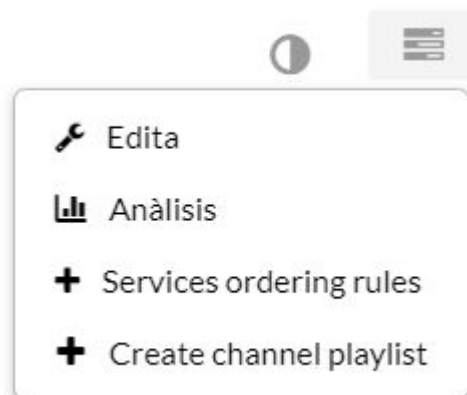 Edita
Anàlisis
Services ordering rules
Create channel playlist